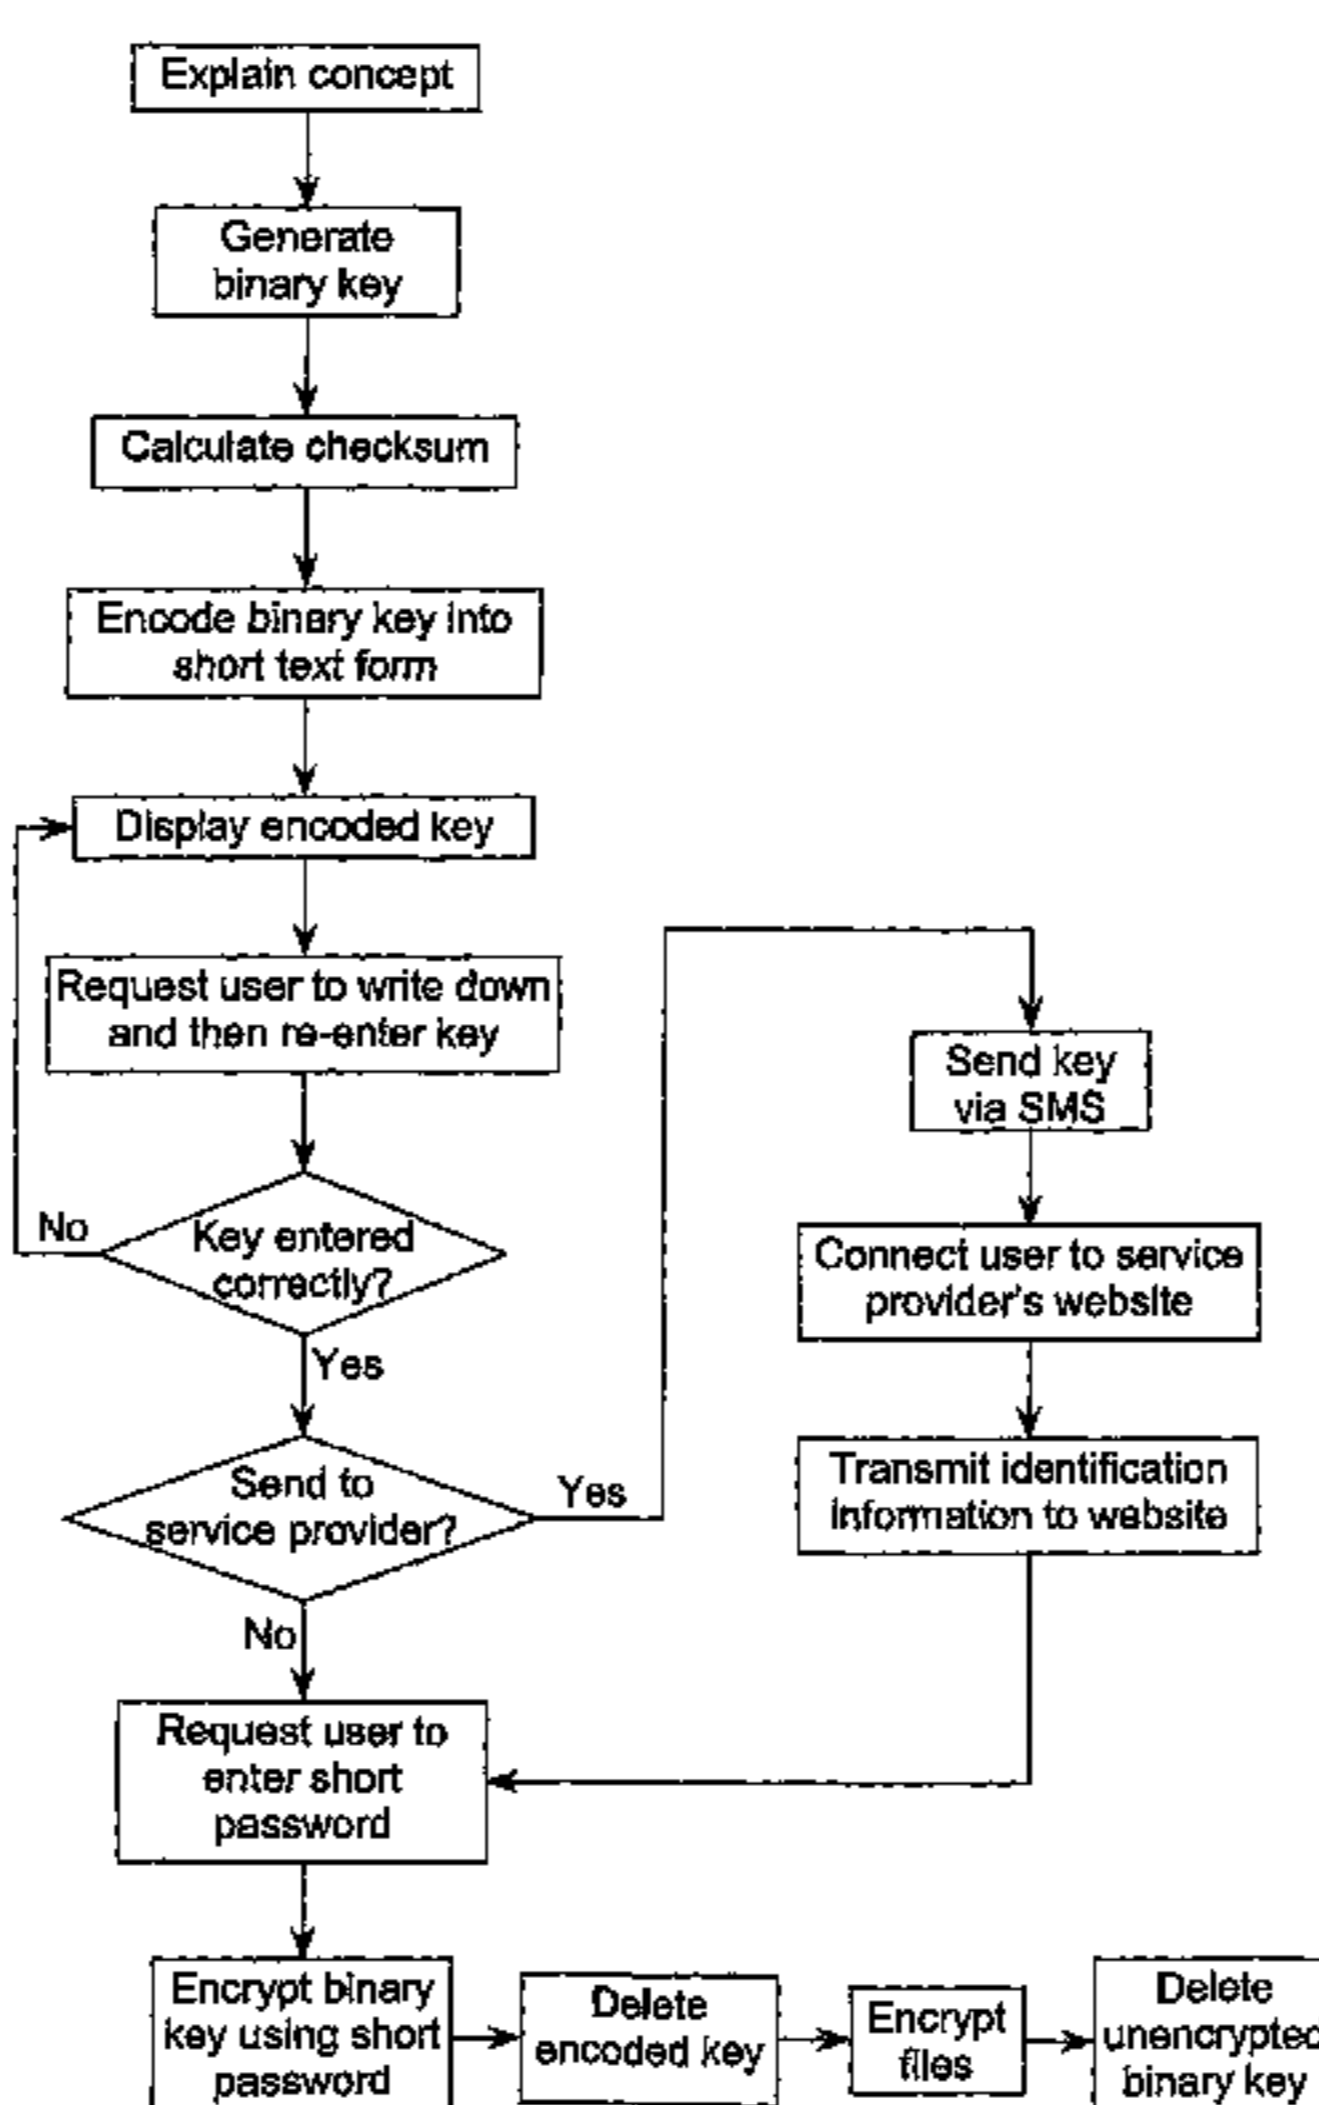 Explain concept
Generate
binary key
Calculate checksum
Encode binary key into
short text form
Display encoded key
Request user to write down
and then re-enter key
Key entered
correctly?
No
Yes
Send to
service provider?
Yes
No
Send key
via SMS
Connect user to service
provider's website
Transmit identification
information to website
Request user to
enter short
password
Encrypt binary
key using short
password
Delete
encoded key
Encrypt
files
Delete
unencrypted
binary key